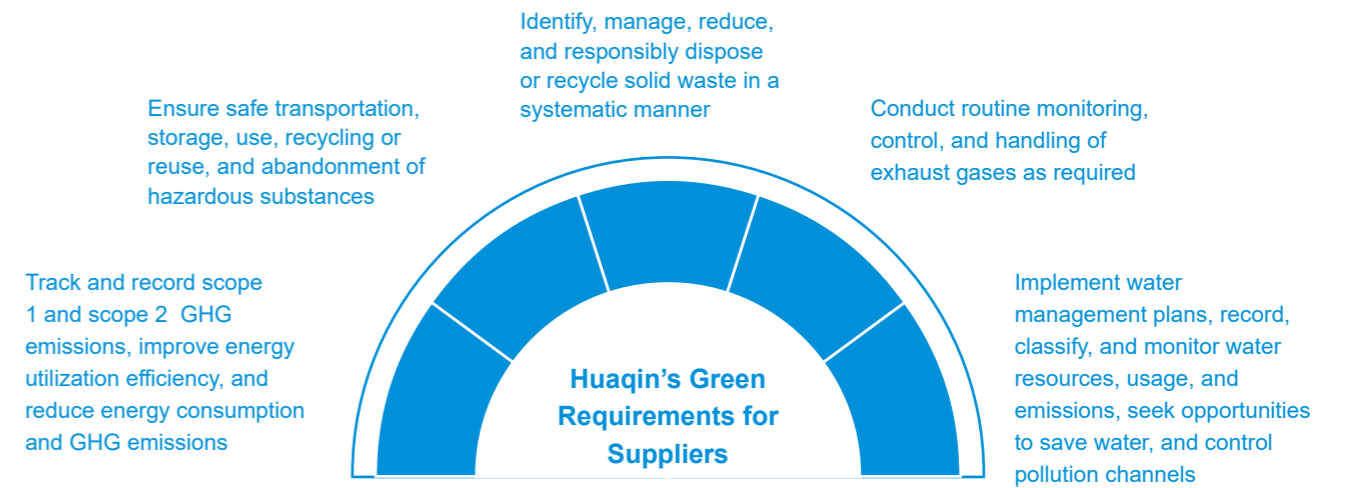 Identify, manage, reduce,
and responsibly dispose
or recycle solid waste in a
systematic manner
Ensure safe transportation,
storage, use, recycling or
reuse, and abandonment of
hazardous substances
Conduct routine monitoring,
control, and handling of
exhaust gases as required
Track and record scope
1 and scope 2  GHG
emissions, improve energy
utilization efficiency, and
reduce energy consumption
and GHG emissions
Implement water
management plans, record,
classify, and monitor water
resources, usage, and
emissions, seek opportunities
to save water, and control
pollution channels
Huaqin’s Green
Requirements for
Suppliers